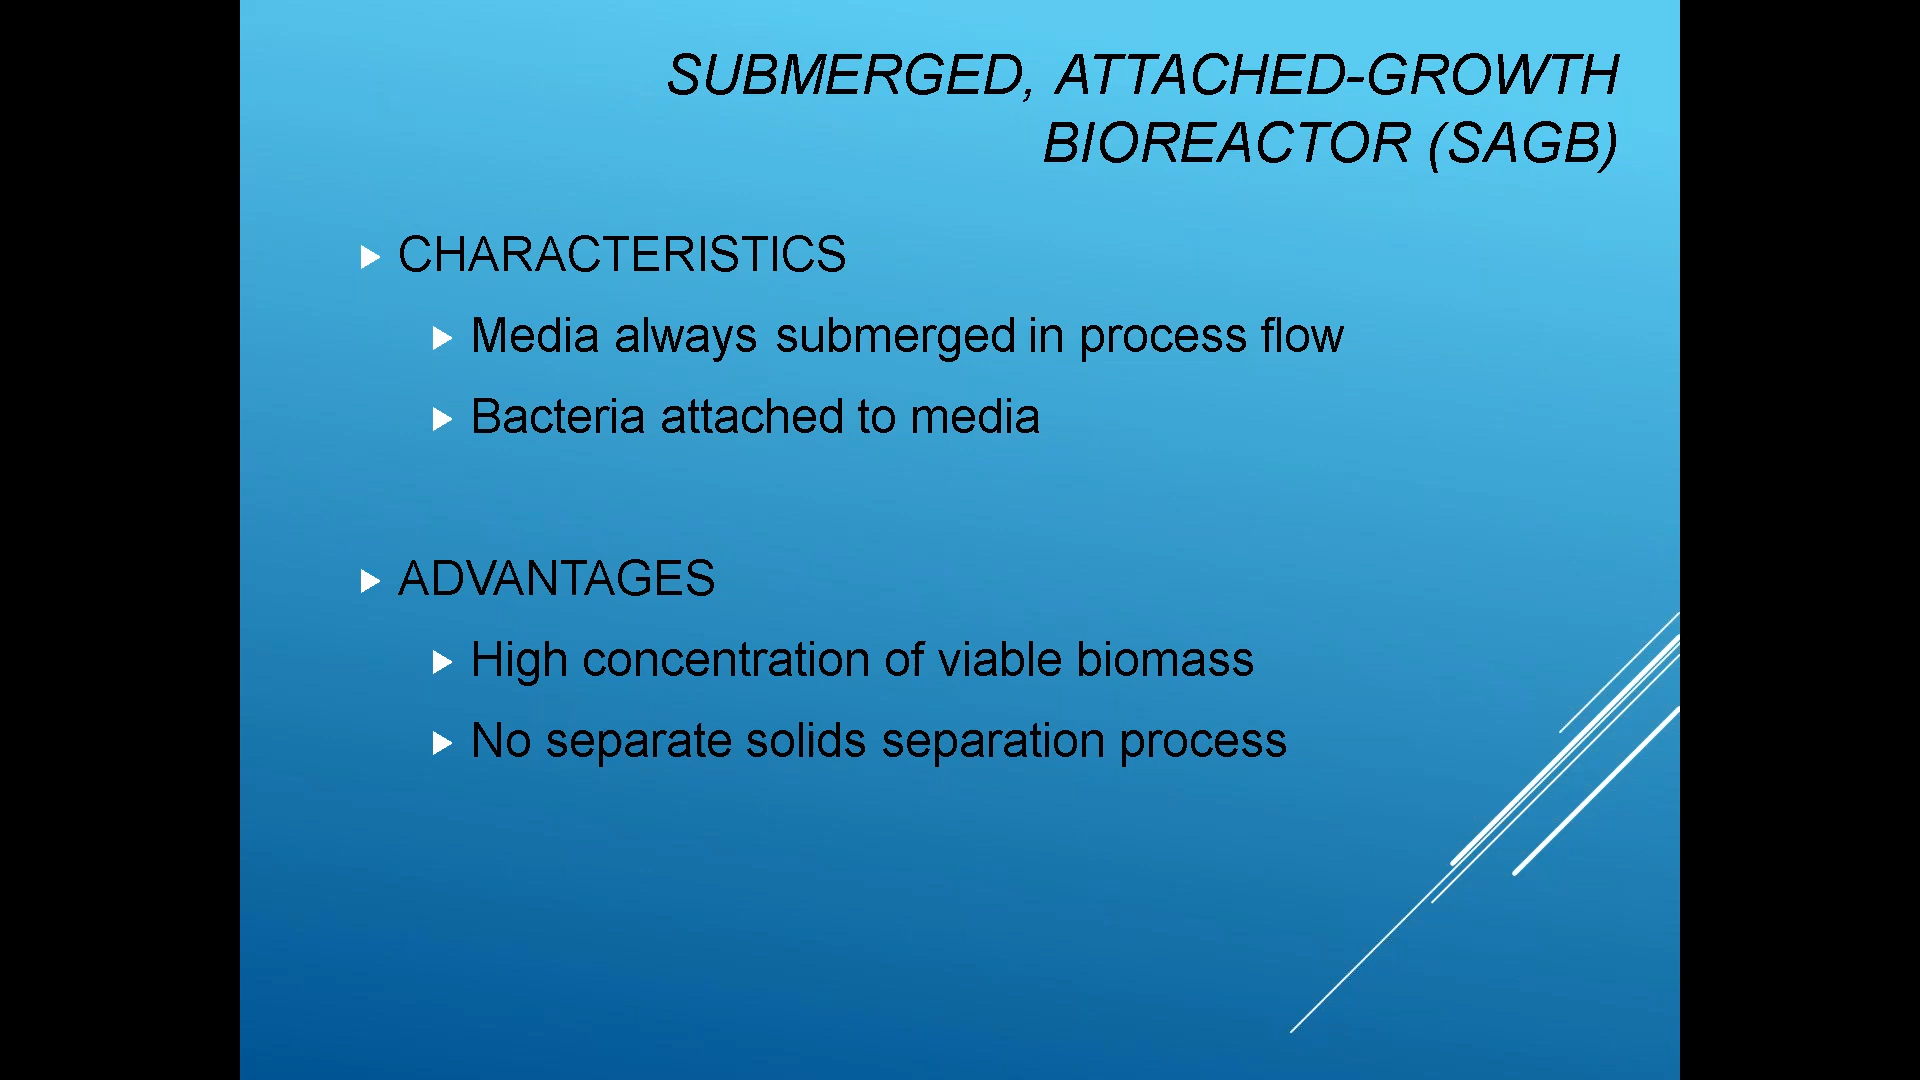 SUBMERGED, ATTACHED-GROWTH
BIOREACTOR (SAGB)
CHARACTERISTICS
Media always submerged in process flow
Bacteria attached to media
ADVANTAGES
High concentration of viable biomass
No separate solids separation process